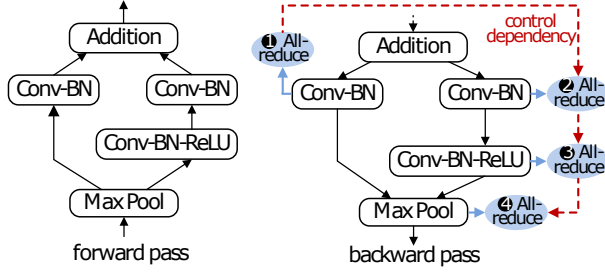 Addition
Conv-BN
Conv-BN
Conv-BN-ReLU
Max Pool
forward pass
❶ All-
reduce
control
dependency
Addition
Conv-BN
Conv-BN
❷ All-
reduce
Conv-BN-ReLU
❸ All-
reduce
Max Pool
❹ All-
reduce
backward pass